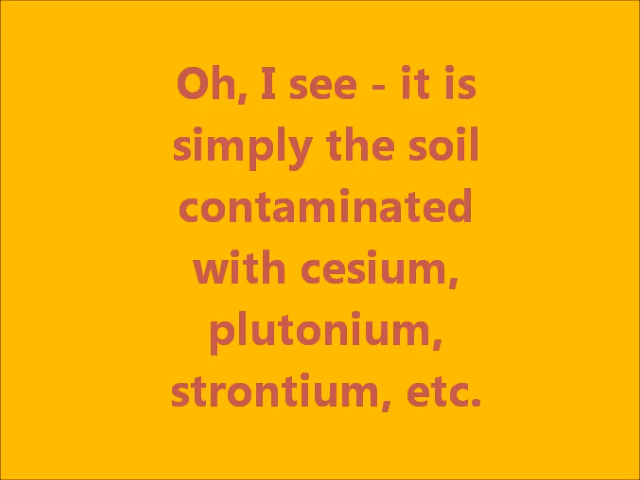 Oh, I see - it is
simply the soil
contaminated
with cesium,
plutonium,
strontium, etc.